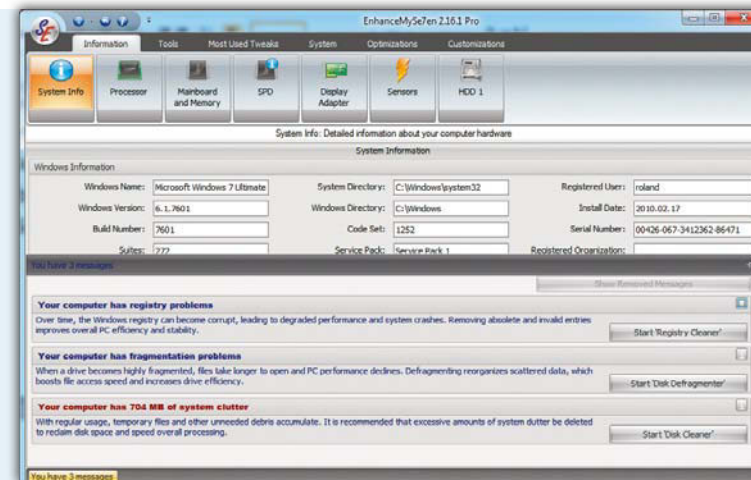 EnhanceMySe7en 2.16.1 Pro
Information Tools Most Used Tweaks System Optimizations Customizations
System Info Processor Mainboard and Memory SPD Display Adapter Sensors HDD 1
System Info: Detailed information about your computer hardware
System Information
Windows Information
Windows Name: Microsoft Windows 7 Ultimate System Directory: C:\Windows\system32 Registered User: roland
Windows Version: 6.1.7601 Windows Directory: C:\Windows Install Date: 2010.02.17
Build Number: 7601 Code Set: 1252 Serial Number: 00426-067-3412362-86471
Suites: ??? Service Pack: Service Pack 1 Registered Organization:
You have 3 messages
Show Removed Messages
Your computer has registry problems
Over time, the Windows registry can become corrupt, leading to degraded performance and system crashes. Removing absolete and invalid entries
improves overall PC efficiency and stability.
Start 'Registry Cleaner'
Your computer has fragmentation problems
When a drive becomes highly fragmented, files take longer to open and PC performance declines. Defragmenting reorganizes scattered data, which
boosts file access speed and increases drive efficiency.
Start 'Disk Defragmenter'
Your computer has 704 MB of system clutter
With regular usage, temporary files and other unneeded debris accumulate. It is recommended that excessive amounts of system clutter be deleted
to reclaim disk space and speed overall processing.
Start 'Disk Cleaner'
You have 3 messages